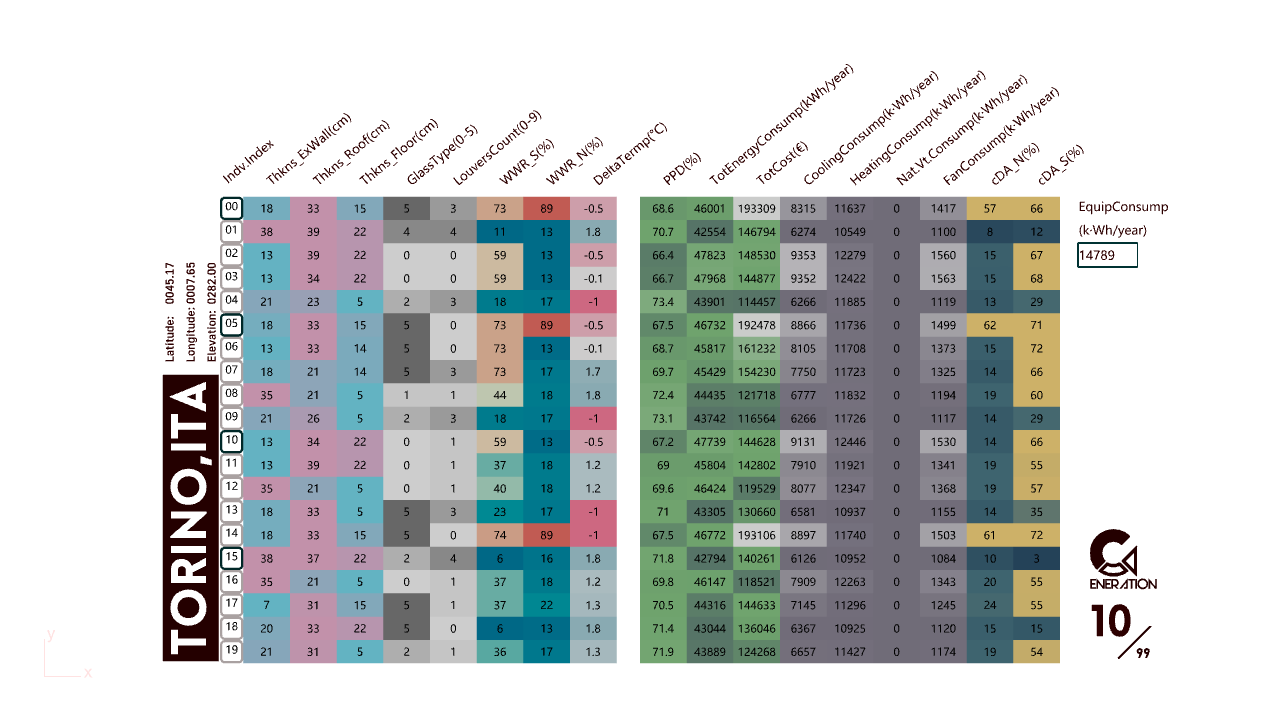 Indv.Index Thkns_ExWall(cm) Thkns_Roof(cm) Thkns_Floor(cm) GlassType(0-5) LouversCount(0-9) WWR_S(%) WWR_N(%) DeltaTermp(°C) PPD(%) TotEnergyConsump(kWh/year) TotCost(€) CoolingConsump(k·Wh/year) HeatingConsump(k·Wh/year) Nat.Vt.Consump(k·Wh/year) FanConsump(k·Wh/year) cDA_N(%) cDA_S(%)
00 18 33 15 5 3 73 89 -0.5 68.6 46001 193309 8315 11637 0 1417 57 66
01 38 39 22 4 4 11 13 1.8 70.7 42554 146794 6274 10549 0 1100 8 12
02 13 39 22 0 0 59 13 -0.5 66.4 47823 148530 9353 12279 0 1560 15 67
03 13 34 22 0 0 59 13 -0.1 66.7 47968 144877 9352 12422 0 1563 15 68
04 21 23 5 2 3 18 17 -1 73.4 43901 114457 6266 11885 0 1119 13 29
05 18 33 15 5 0 73 89 -0.5 67.5 46732 192478 8866 11736 0 1499 62 71
06 13 33 14 5 0 73 13 -0.1 68.7 45817 161232 8105 11708 0 1373 15 72
07 18 21 14 5 3 73 17 1.7 69.7 45429 154230 7750 11723 0 1325 14 66
08 35 21 5 1 1 44 18 1.8 72.4 44435 121718 6777 11832 0 1194 19 60
09 21 26 5 2 3 18 17 -1 73.1 43742 116564 6266 11726 0 1117 14 29
10 13 34 22 0 1 59 13 -0.5 67.2 47739 144628 9131 12446 0 1530 14 66
11 13 39 22 0 1 37 18 1.2 69 45804 142802 7910 11921 0 1341 19 55
12 35 21 5 0 1 40 18 1.2 69.6 46424 119529 8077 12347 0 1368 19 57
13 18 33 5 5 3 23 17 -1 71 43305 130660 6581 10937 0 1155 14 35
14 18 33 15 5 0 74 89 -1 67.5 46772 193106 8897 11740 0 1503 61 72
15 38 37 22 2 4 6 16 1.8 71.8 42794 140261 6126 10952 0 1084 10 3
16 35 21 5 0 1 37 18 1.2 69.8 46147 118521 7909 12263 0 1343 20 55
17 7 31 15 5 1 37 22 1.3 70.5 44316 144633 7145 11296 0 1245 24 55
18 20 33 22 5 0 6 13 1.8 71.4 43044 136046 6367 10925 0 1120 15 15
19 21 31 5 2 1 36 17 1.3 71.9 43889 124268 6657 11427 0 1174 19 54
Latitude: 0045.17
Longitude: 0007.65
Elevation: 0282.00
TORINO,ITA
EquipConsump
(k·Wh/year)
14789
ENERATION
10/99
y
x